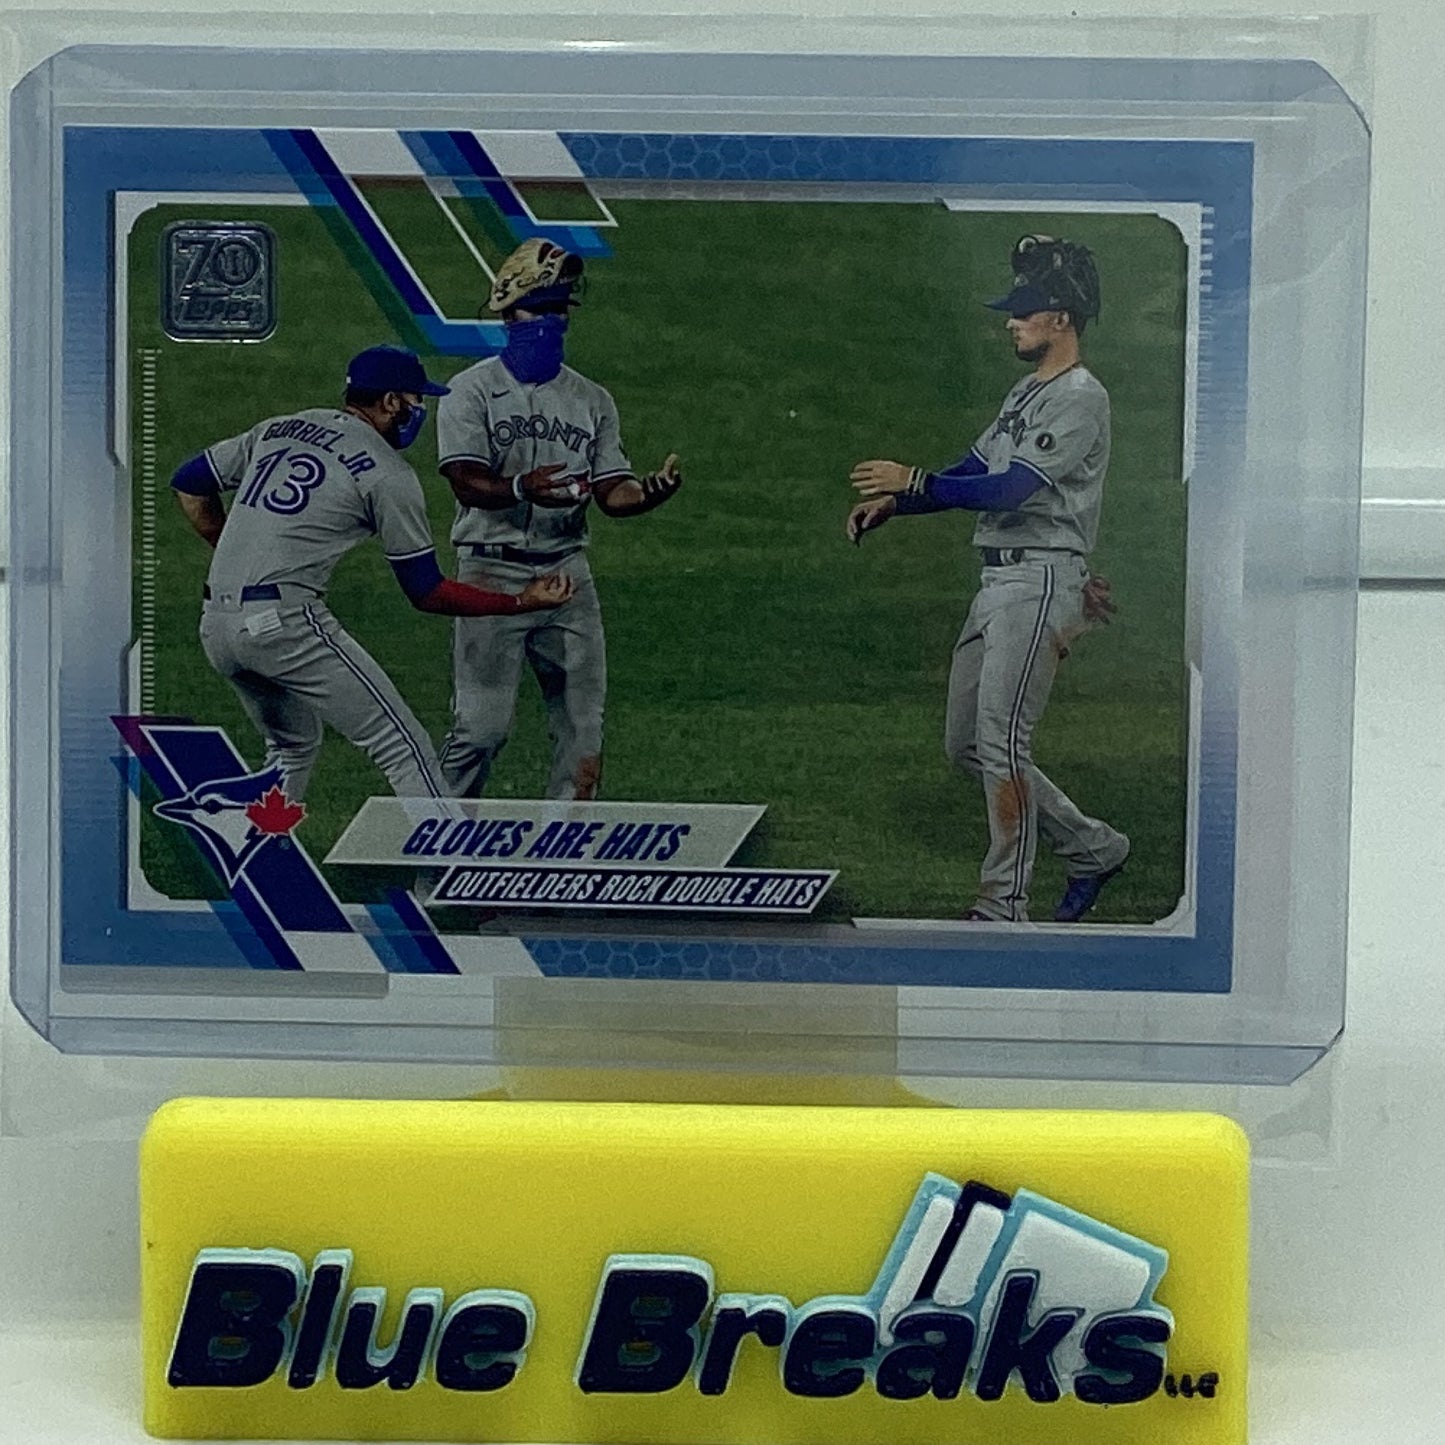 70
TOPPS
GURRIEL JR.
13
TORONTO
GLOVES ARE HATS
OUTFIELDERS ROCK DOUBLE HATS
Blue Breaks LLC